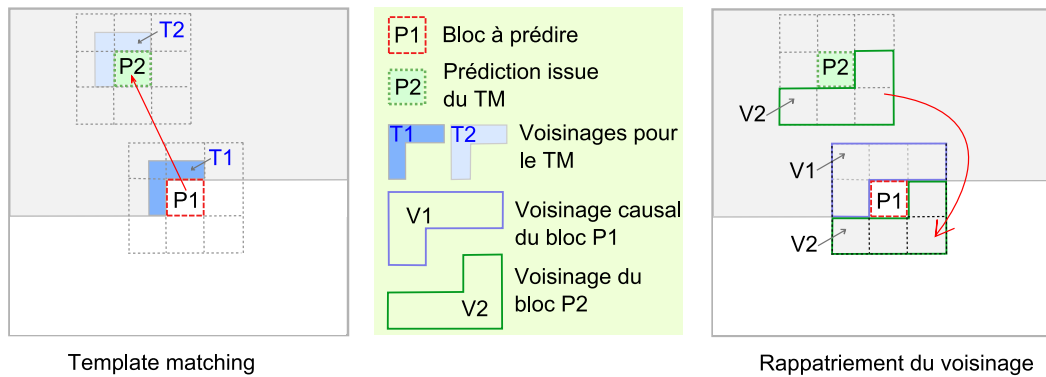 T2
P2
T1
P1
Template matching
P1 Bloc à prédire
P2 Prédiction issue
du TM
T1 T2 Voisinages pour
le TM
V1 Voisinage causal
du bloc P1
V2 Voisinage du
bloc P2
P2
V2
V1
P1
V2
Rappatriement du voisinage